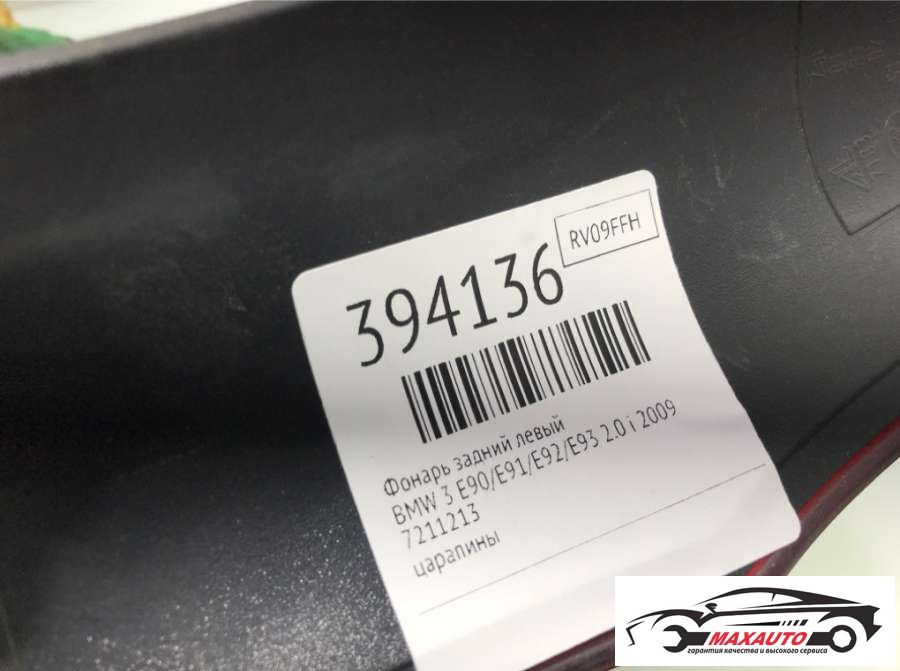 RV09FFH
394136
Фонарь задний левый
BMW 3 E90/E91/E92/E93 2.0 i 2009
7211213
царапины
MAXAUTO
гарантия качества и высокого сервиса